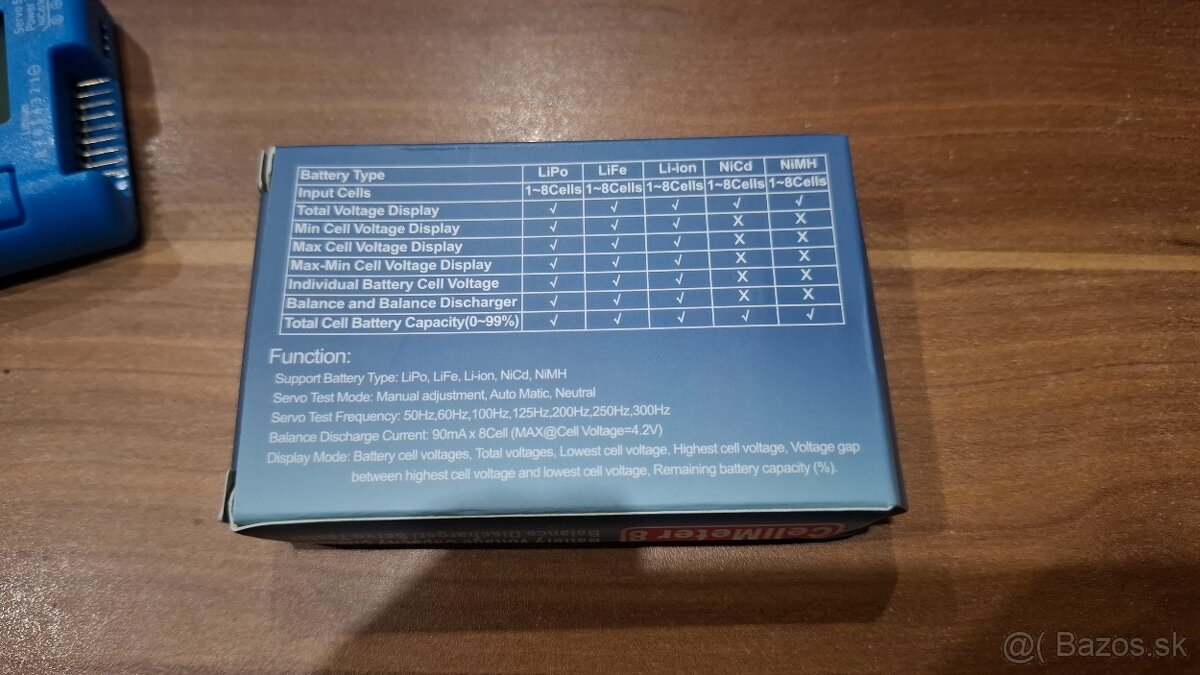 Servo
Power
NiCd/
Battery Type LiPo LiFe Li-ion NiCd NiMH
Input Cells 1~8Cells 1~8Cells 1~8Cells 1~8Cells 1~8Cells
Total Voltage Display √ √ √ √ √
Min Cell Voltage Display √ √ √ X X
Max Cell Voltage Display √ √ √ X X
Max-Min Cell Voltage Display √ √ √ X X
Individual Battery Cell Voltage √ √ √ X X
Balance and Balance Discharger √ √ √ X X
Total Cell Battery Capacity(0~99%) √ √ √ √ √
Function:
Support Battery Type: LiPo, LiFe, Li-ion, NiCd, NiMH
Servo Test Mode: Manual adjustment, Auto Matic, Neutral
Servo Test Frequency: 50Hz,60Hz,100Hz,125Hz,200Hz,250Hz,300Hz
Balance Discharge Current: 90mA x 8Cell (MAX@Cell Voltage=4.2V)
Display Mode: Battery cell voltages, Total voltages, Lowest cell voltage, Highest cell voltage, Voltage gap
between highest cell voltage and lowest cell voltage, Remaining battery capacity (%).
CellMeter 8
Balance Discharger/
@( Bazos.sk